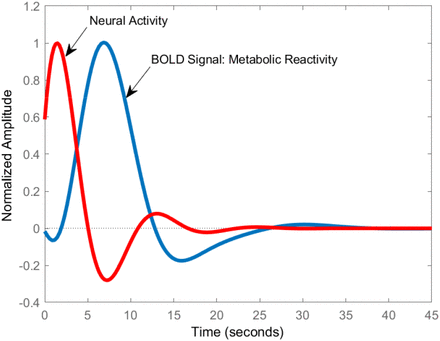 Neural Activity
BOLD Signal: Metabolic Reactivity
Normalized Amplitude
1.2
1
0.8
0.6
0.4
0.2
0
-0.2
-0.4
0 5 10 15 20 25 30 35 40 45
Time (seconds)